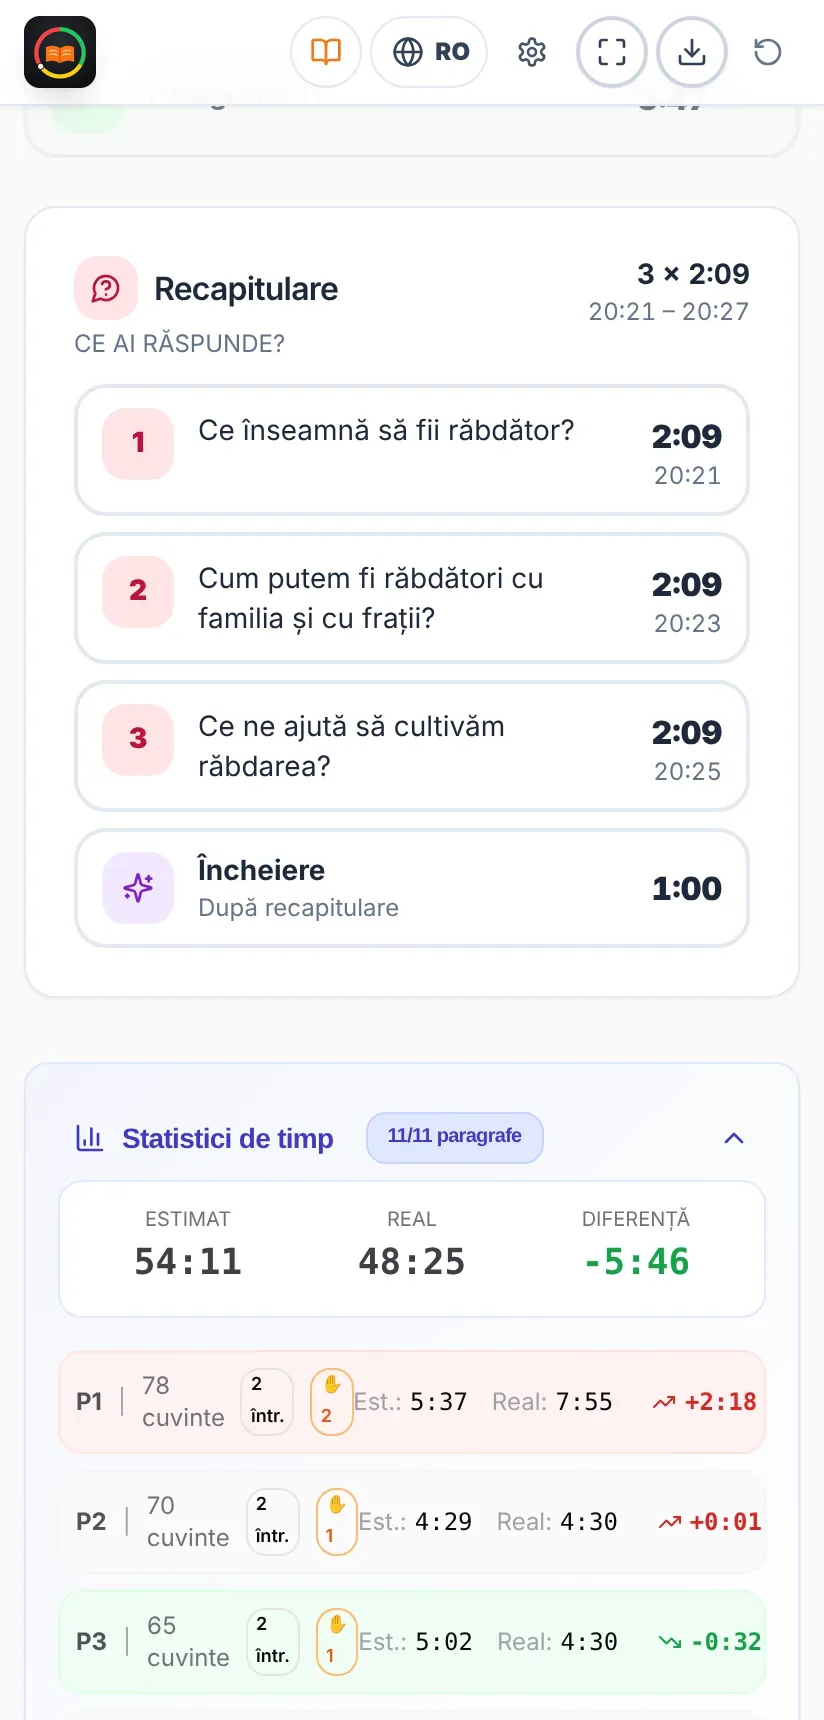 RO
Recapitulare
3 × 2:09
20:21 – 20:27
CE AI RĂSPUNDE?
1
Ce înseamnă să fii răbdător?
2:09
20:21
2
Cum putem fi răbdători cu
familia și cu frații?
2:09
20:23
3
Ce ne ajută să cultivăm
răbdarea?
2:09
20:25
Încheiere
După recapitulare
1:00
Statistici de timp
11/11 paragrafe
ESTIMAT
54:11
REAL
48:25
DIFERENȚĂ
-5:46
P1
78
cuvinte
2
într.
✋
2
Est.: 5:37
Real: 7:55
+2:18
P2
70
cuvinte
2
într.
✋
1
Est.: 4:29
Real: 4:30
+0:01
P3
65
cuvinte
2
într.
✋
1
Est.: 5:02
Real: 4:30
-0:32